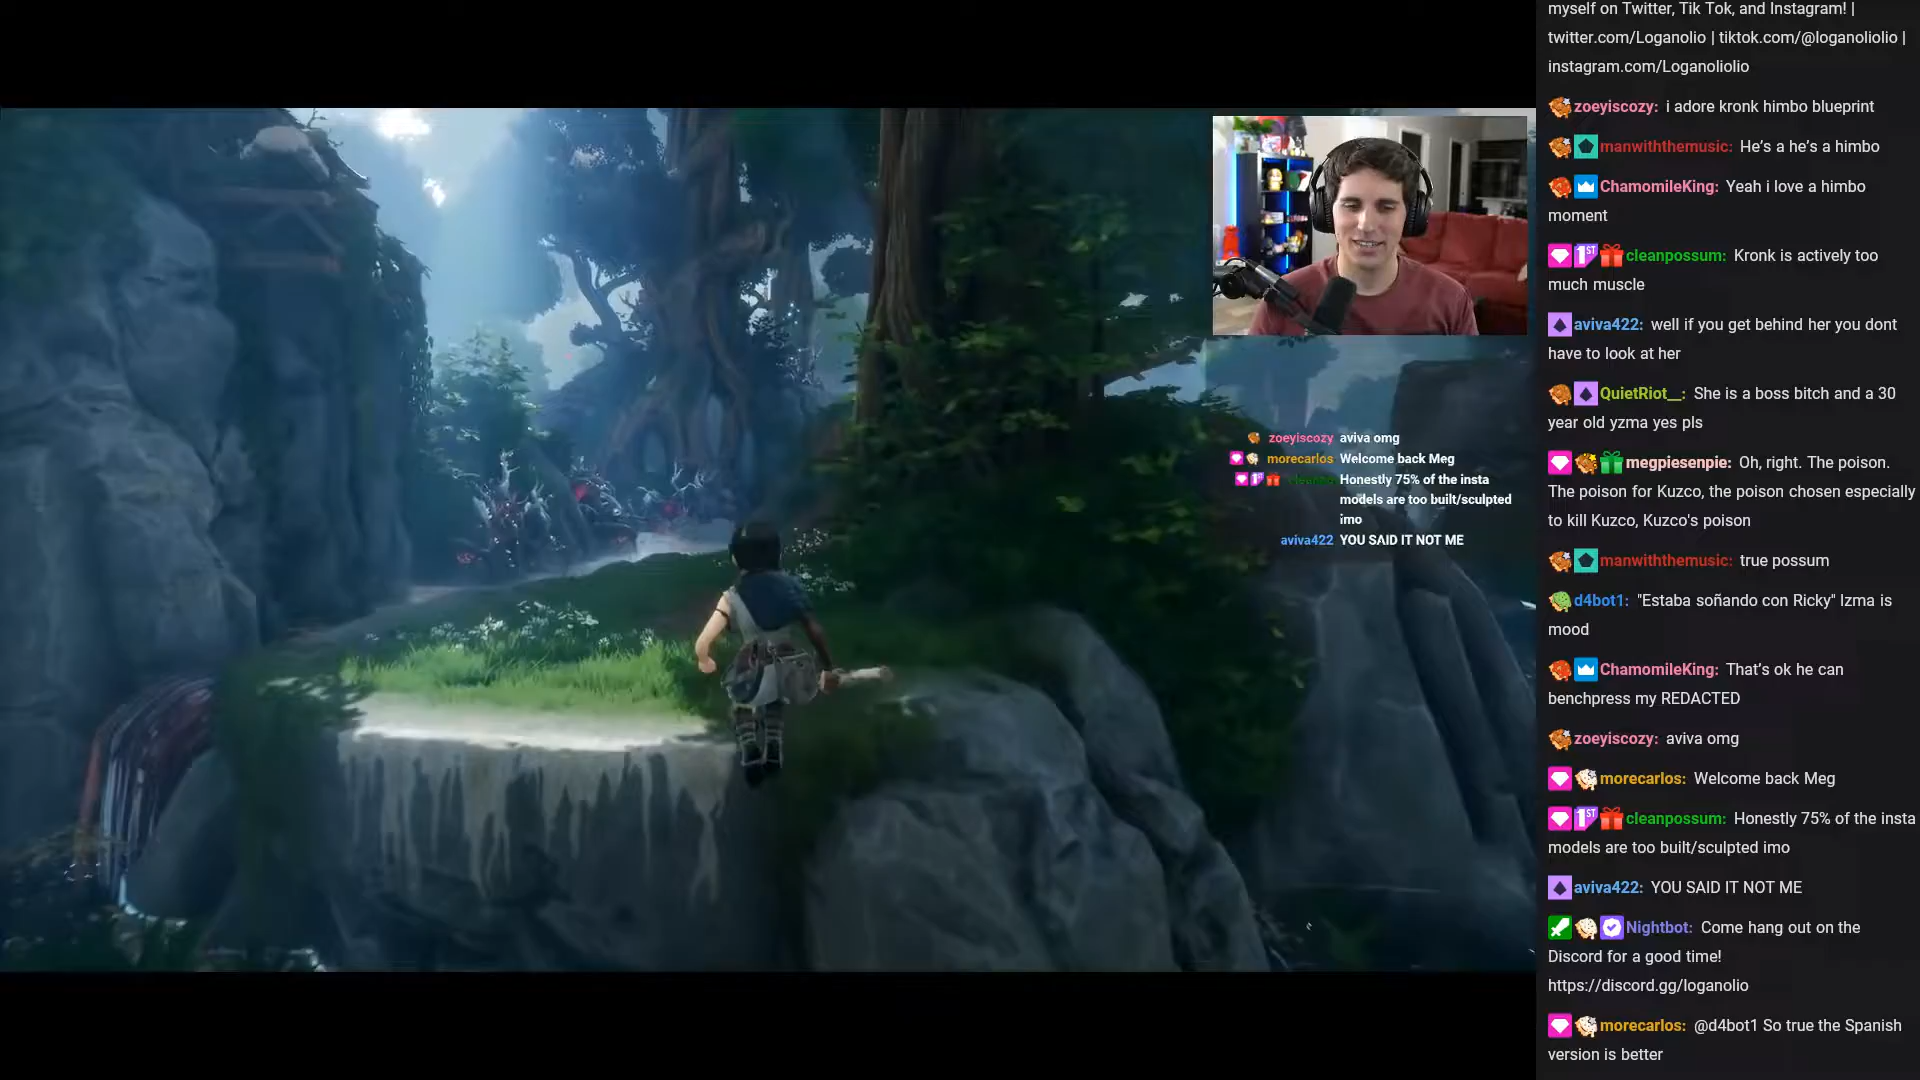 zoeyiscozy aviva omg
morecarlos Welcome back Meg
Honestly 75% of the insta
models are too built/sculpted
imo
aviva422 YOU SAID IT NOT ME
myself on Twitter, Tik Tok, and Instagram! |
twitter.com/Loganolio | tiktok.com/@loganoliolio |
instagram.com/Loganoliolio
zoeyiscozy: i adore kronk himbo blueprint
manwiththemusic: He’s a he’s a himbo
ChamomileKing: Yeah i love a himbo
moment
1ST cleanpossum: Kronk is actively too
much muscle
aviva422: well if you get behind her you dont
have to look at her
QuietRiot__: She is a boss bitch and a 30
year old yzma yes pls
megpiesenpie: Oh, right. The poison.
The poison for Kuzco, the poison chosen especially
to kill Kuzco, Kuzco's poison
manwiththemusic: true possum
d4bot1: "Estaba soñando con Ricky" Izma is
mood
ChamomileKing: That’s ok he can
benchpress my REDACTED
zoeyiscozy: aviva omg
morecarlos: Welcome back Meg
1ST cleanpossum: Honestly 75% of the insta
models are too built/sculpted imo
aviva422: YOU SAID IT NOT ME
Nightbot: Come hang out on the
Discord for a good time!
https://discord.gg/loganolio
morecarlos: @d4bot1 So true the Spanish
version is better